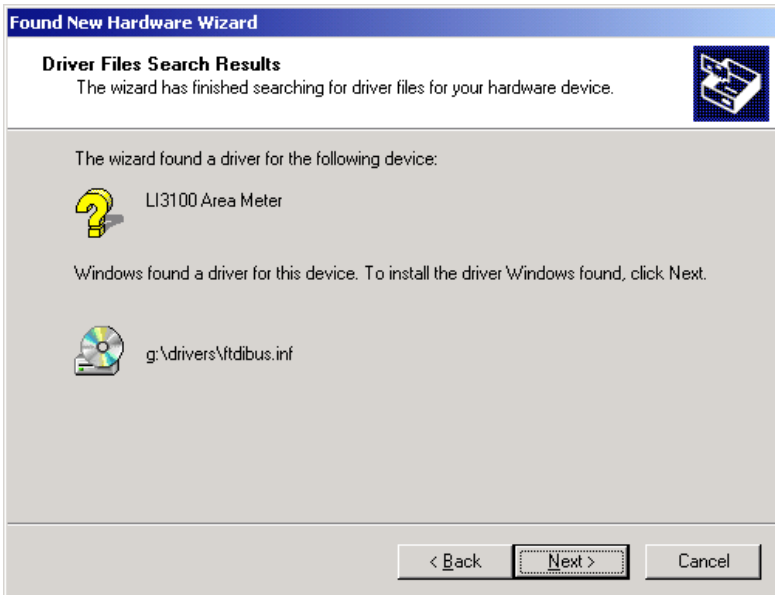 Found New Hardware Wizard
Driver Files Search Results
The wizard has finished searching for driver files for your hardware device.
The wizard found a driver for the following device:
LI3100 Area Meter
Windows found a driver for this device. To install the driver Windows found, click Next.
g:\drivers\ftdibus.inf
< Back Next > Cancel